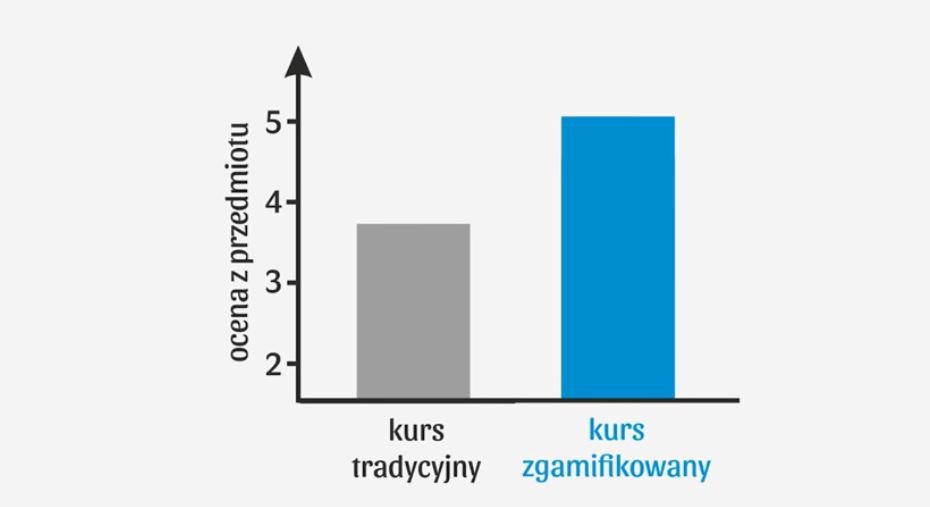 ocena z przedmiotu
5
4
3
2
kurs
tradycyjny
kurs
zgamifikowany